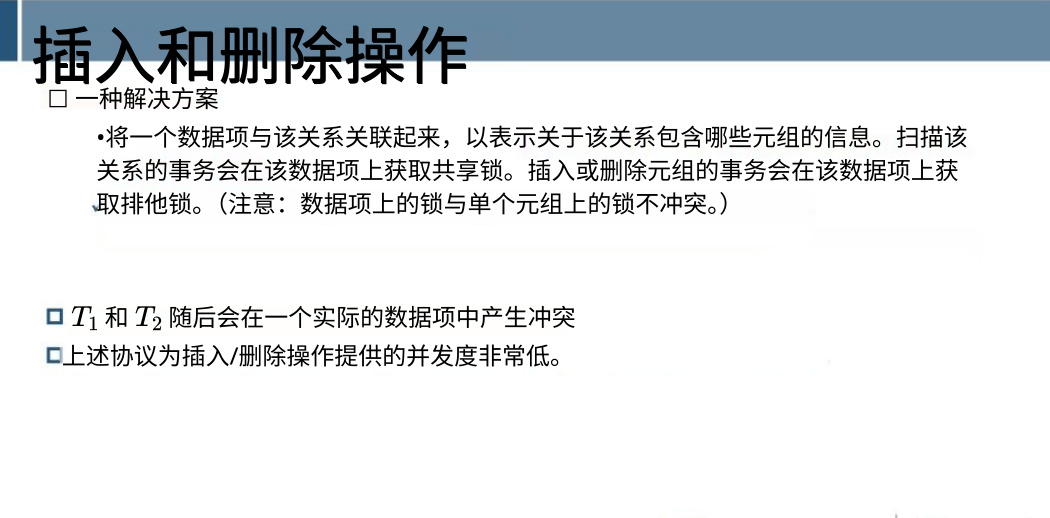 插入和删除操作
□ 一种解决方案
•将一个数据项与该关系关联起来，以表示关于该关系包含哪些元组的信息。扫描该
关系的事务会在该数据项上获取共享锁。插入或删除元组的事务会在该数据项上获
取排他锁。（注意：数据项上的锁与单个元组上的锁不冲突。）
T₁ 和 T₂ 随后会在一个实际的数据项中产生冲突
上述协议为插入/删除操作提供的并发度非常低。